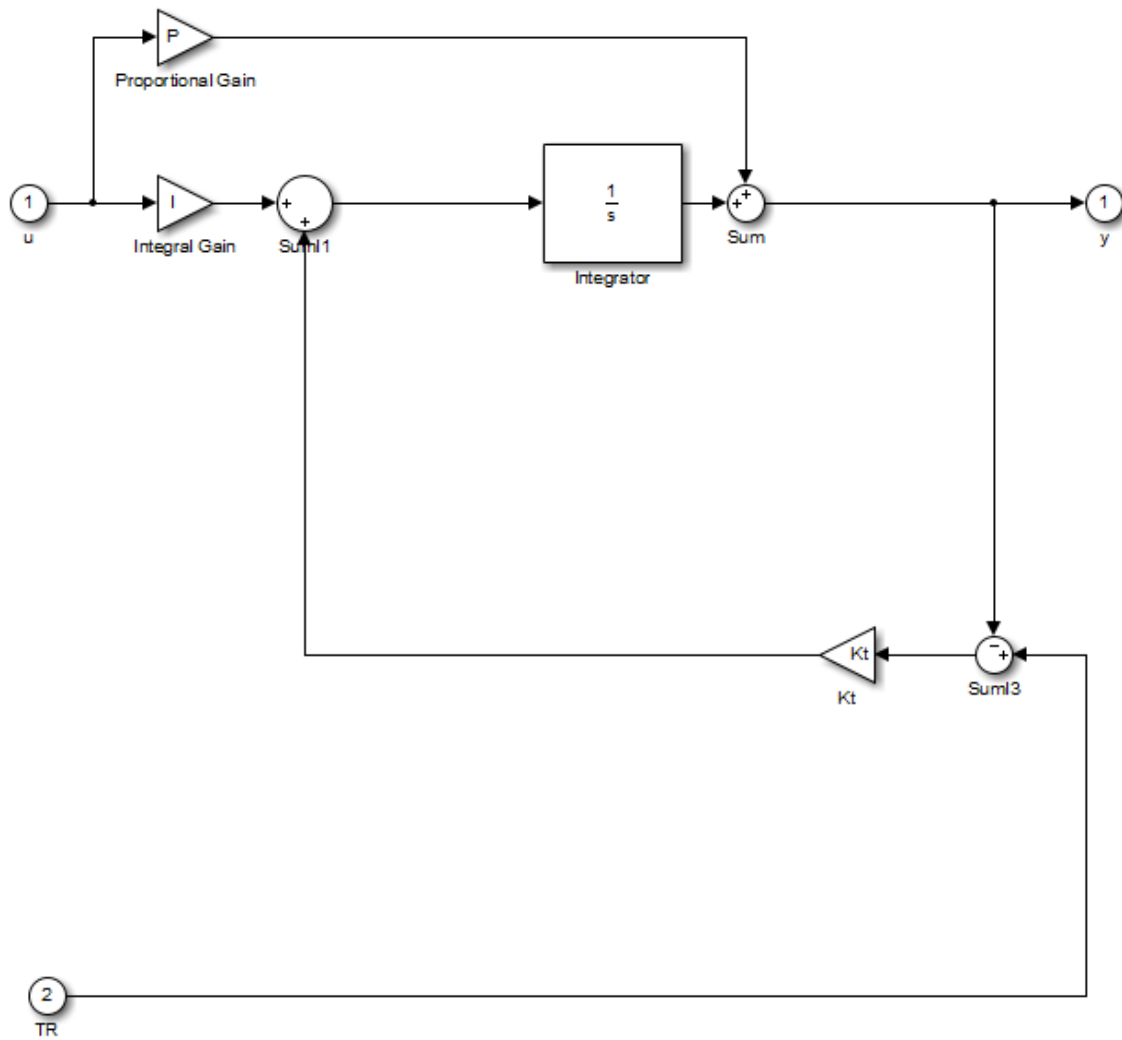 P
Proportional Gain
1
u
I
Integral Gain
+
+
SumI1
1
s
Integrator
+
+
Sum
1
y
Kt
Kt
−
+
SumI3
2
TR